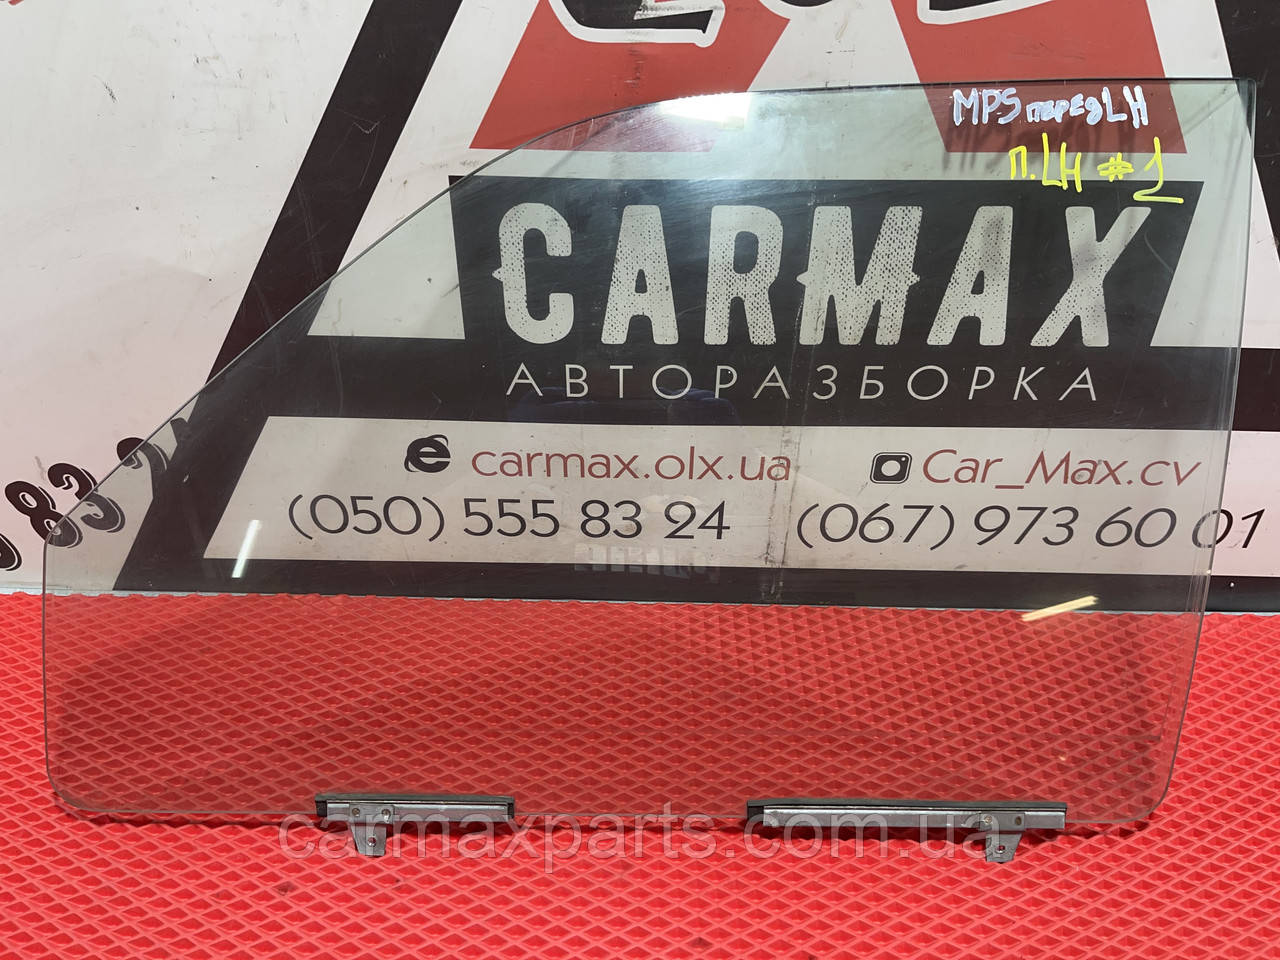 MPS перед LH
П. LH #1
CARMAX
АВТОРАЗБОРКА
carmax.olx.ua
Car_Max.cv
(050) 555 83 24
(067) 973 60 01
carmaxparts.com.ua